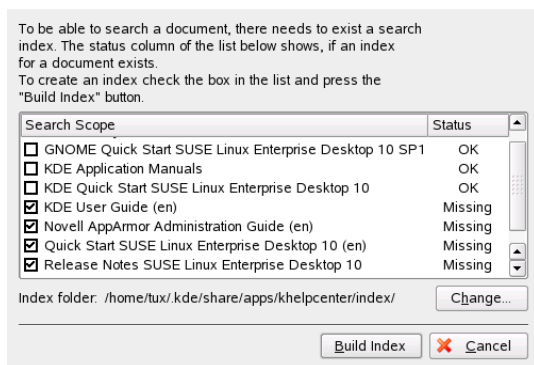 To be able to search a document, there needs to exist a search
index. The status column of the list below shows, if an index
for a document exists.
To create an index check the box in the list and press the
"Build Index" button.
Search Scope Status
GNOME Quick Start SUSE Linux Enterprise Desktop 10 SP1 OK
KDE Application Manuals OK
KDE Quick Start SUSE Linux Enterprise Desktop 10 OK
KDE User Guide (en) Missing
Novell AppArmor Administration Guide (en) Missing
Quick Start SUSE Linux Enterprise Desktop 10 (en) Missing
Release Notes SUSE Linux Enterprise Desktop 10 Missing
Index folder: /home/tux/.kde/share/apps/khelpcenter/index/ Change...
Build Index Cancel